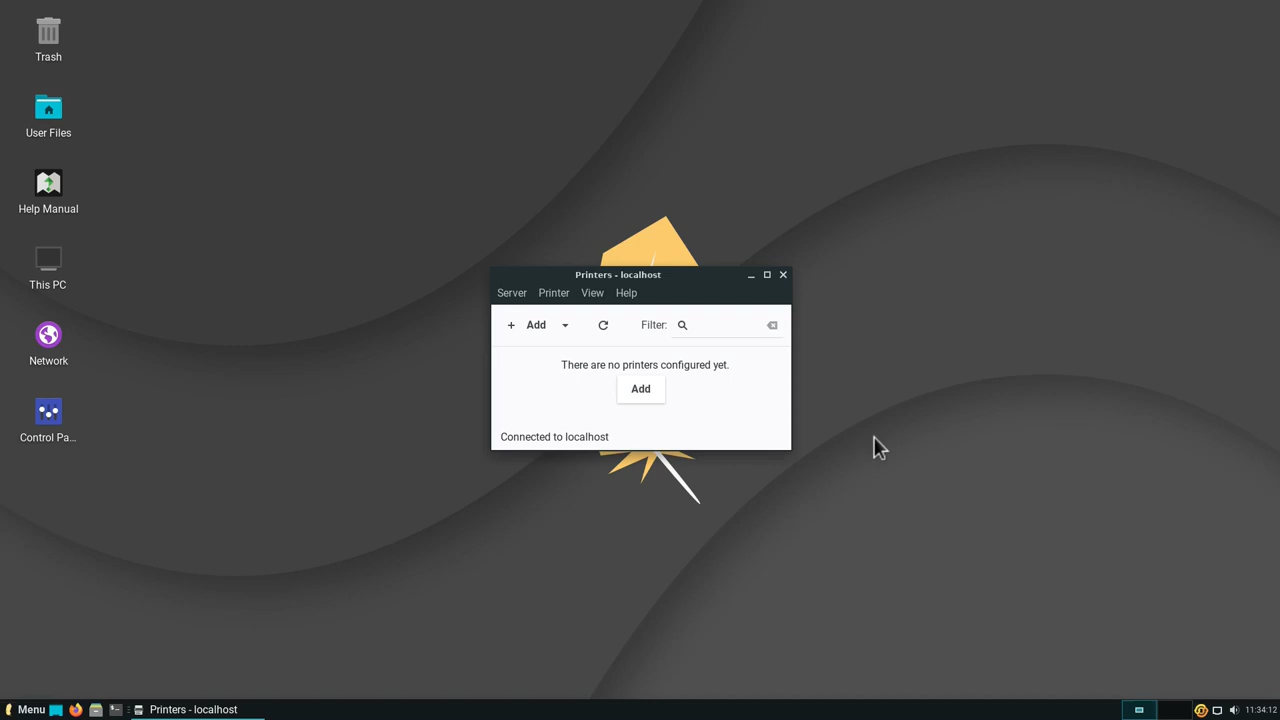 Trash
User Files
Help Manual
This PC
Network
Control Pa...
Printers - localhost
Server Printer View Help
Add Filter:
There are no printers configured yet.
Add
Connected to localhost
Menu Printers - localhost 11:34:12